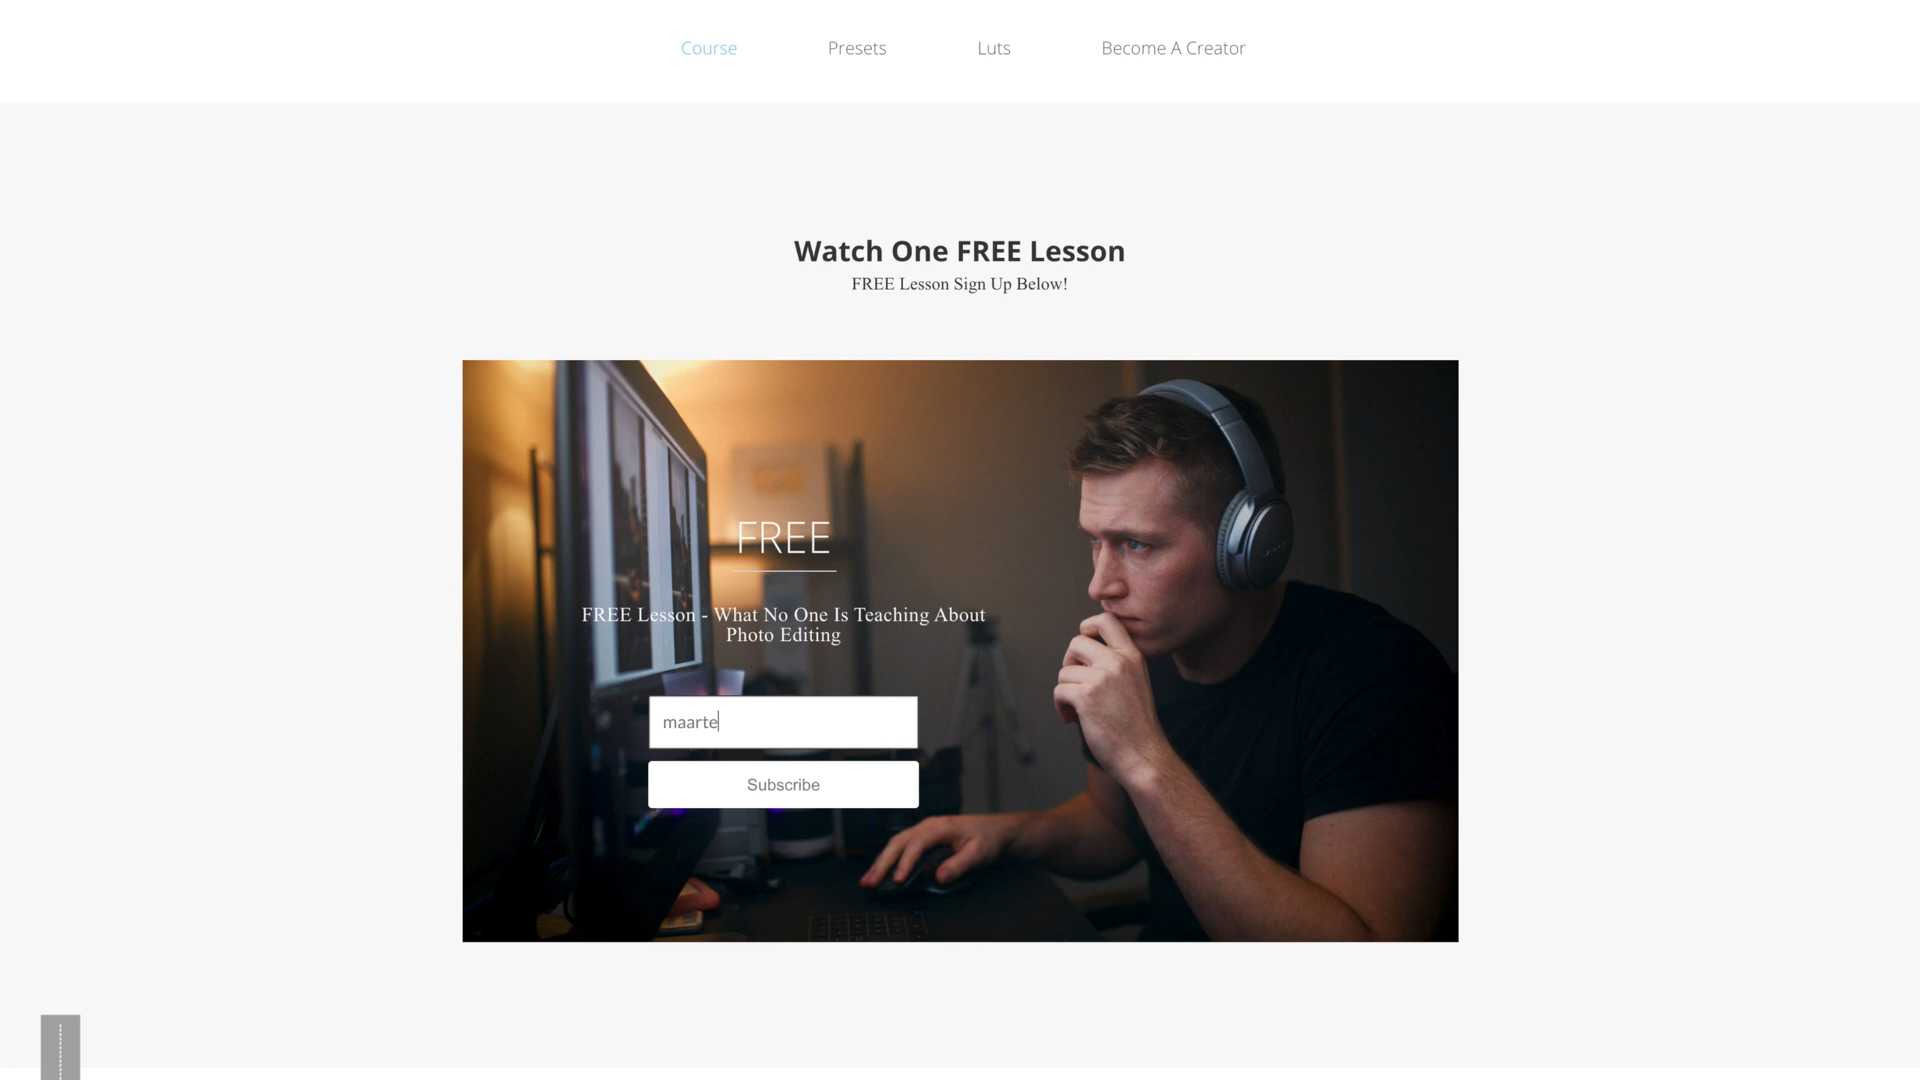 Course
Presets
Luts
Become A Creator
Watch One FREE Lesson
FREE Lesson Sign Up Below!
FREE
FREE Lesson - What No One Is Teaching About
Photo Editing
maarte
Subscribe